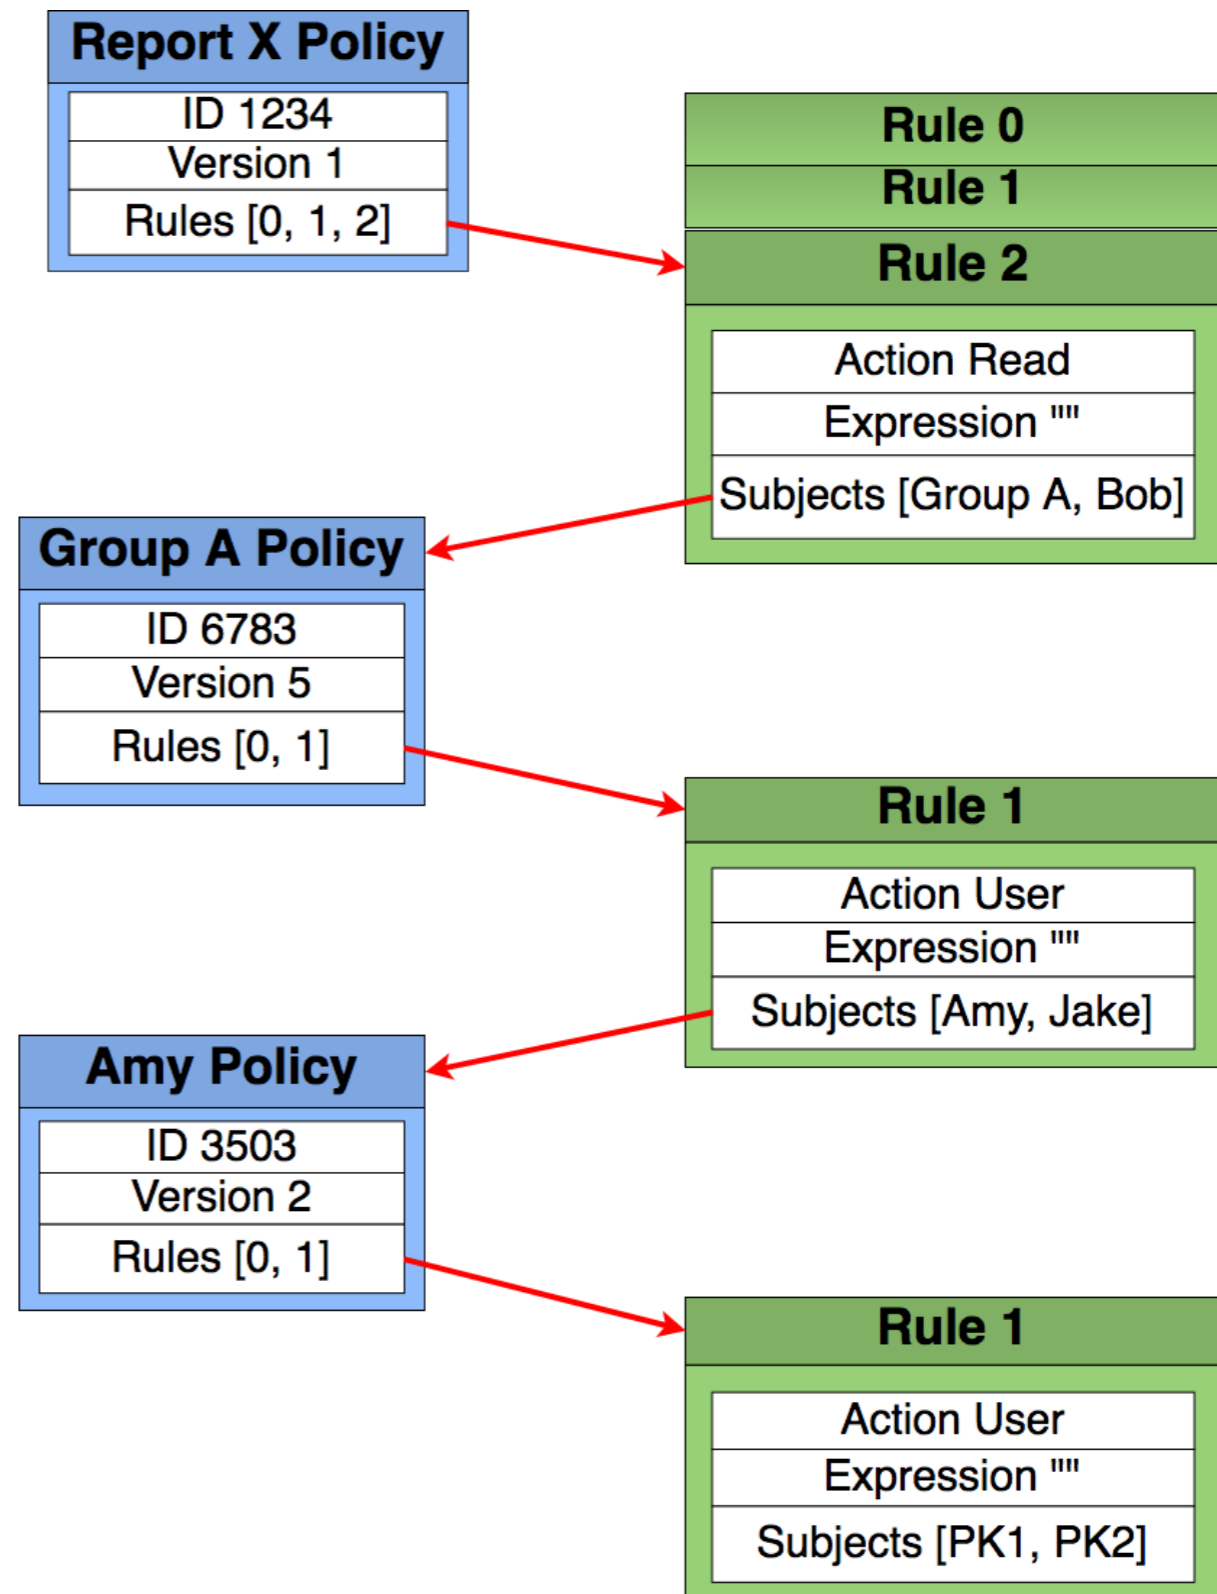 Report X Policy
ID 1234
Version 1
Rules [0, 1, 2]
Rule 0
Rule 1
Rule 2
Action Read
Expression ""
Subjects [Group A, Bob]
Group A Policy
ID 6783
Version 5
Rules [0, 1]
Rule 1
Action User
Expression ""
Subjects [Amy, Jake]
Amy Policy
ID 3503
Version 2
Rules [0, 1]
Rule 1
Action User
Expression ""
Subjects [PK1, PK2]